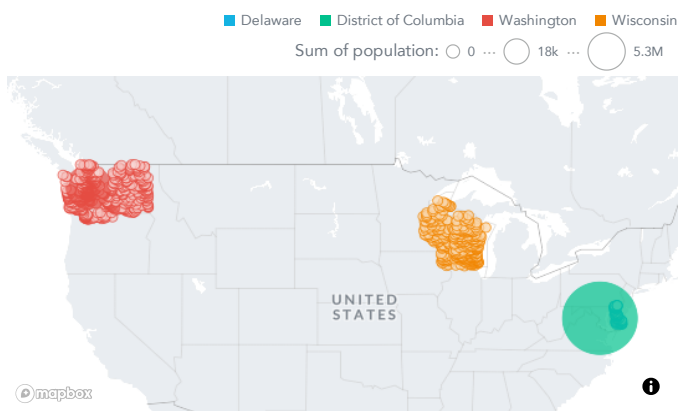 Delaware District of Columbia Washington Wisconsin
Sum of population: 0 ··· 18k ··· 5.3M
UNITED
STATES
mapbox
i